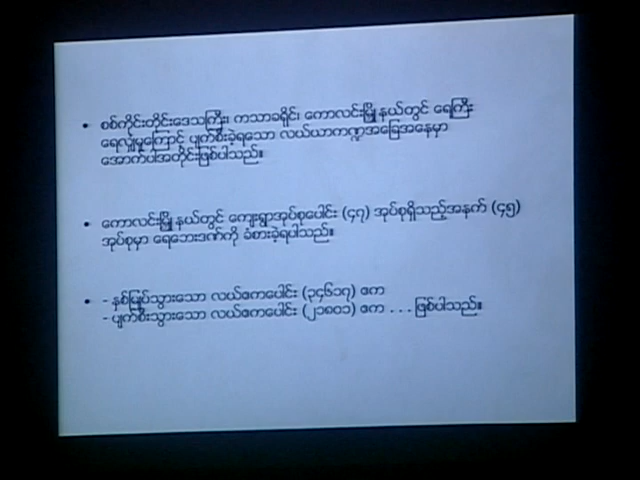 • စစ်ကိုင်းတိုင်းဒေသကြီး၊ ကသာခရိုင်၊ ကောလင်းမြို့နယ်တွင် ရေကြီး
ရေလျှံမှုကြောင့် ပျက်စီးခဲ့ရသော လယ်ယာကဏ္ဍအခြေအနေမှာ
အောက်ပါအတိုင်းဖြစ်ပါသည်။
• ကောလင်းမြို့နယ်တွင် ကျေးရွာအုပ်စုပေါင်း (၄၇) အုပ်စုရှိသည့်အနက် (၄၅)
အုပ်စုမှာ ရေဘေးဒဏ်ကို ခံစားခဲ့ရပါသည်။
• - နစ်မြုပ်သွားသော လယ်ဧကပေါင်း (၃၄၆၁၇) ဧက
- ပျက်စီးသွားသော လယ်ဧကပေါင်း (၂၁၈၀၁) ဧက . . . ဖြစ်ပါသည်။